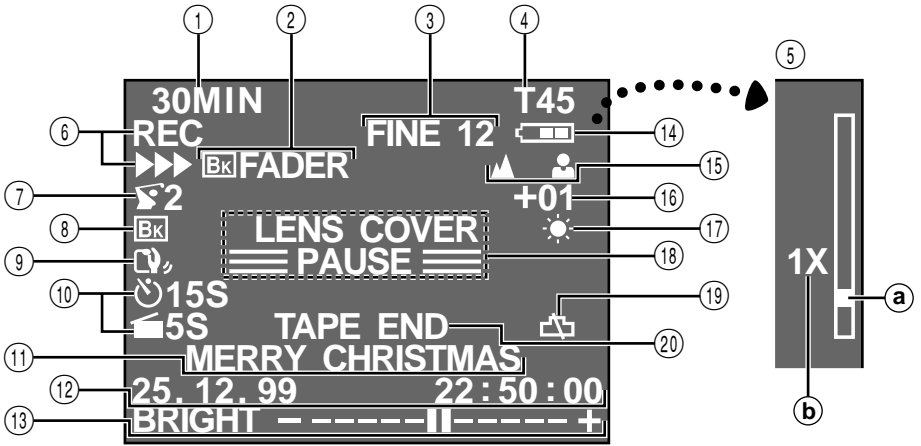 ① ② ③ ④ ⑤
30MIN T45
⑥ REC FINE 12 ⑭
BK FADER ⑮
⑦ 2 +01 ⑯
⑧ BK LENS COVER ⑰
⑨ PAUSE ⑱
1X
⑩ 15S ⑲ a
5S TAPE END ⑳
⑪ MERRY CHRISTMAS
⑫ 25.12.99 22:50:00 b
⑬ BRIGHT - - - - - - - - - - - +